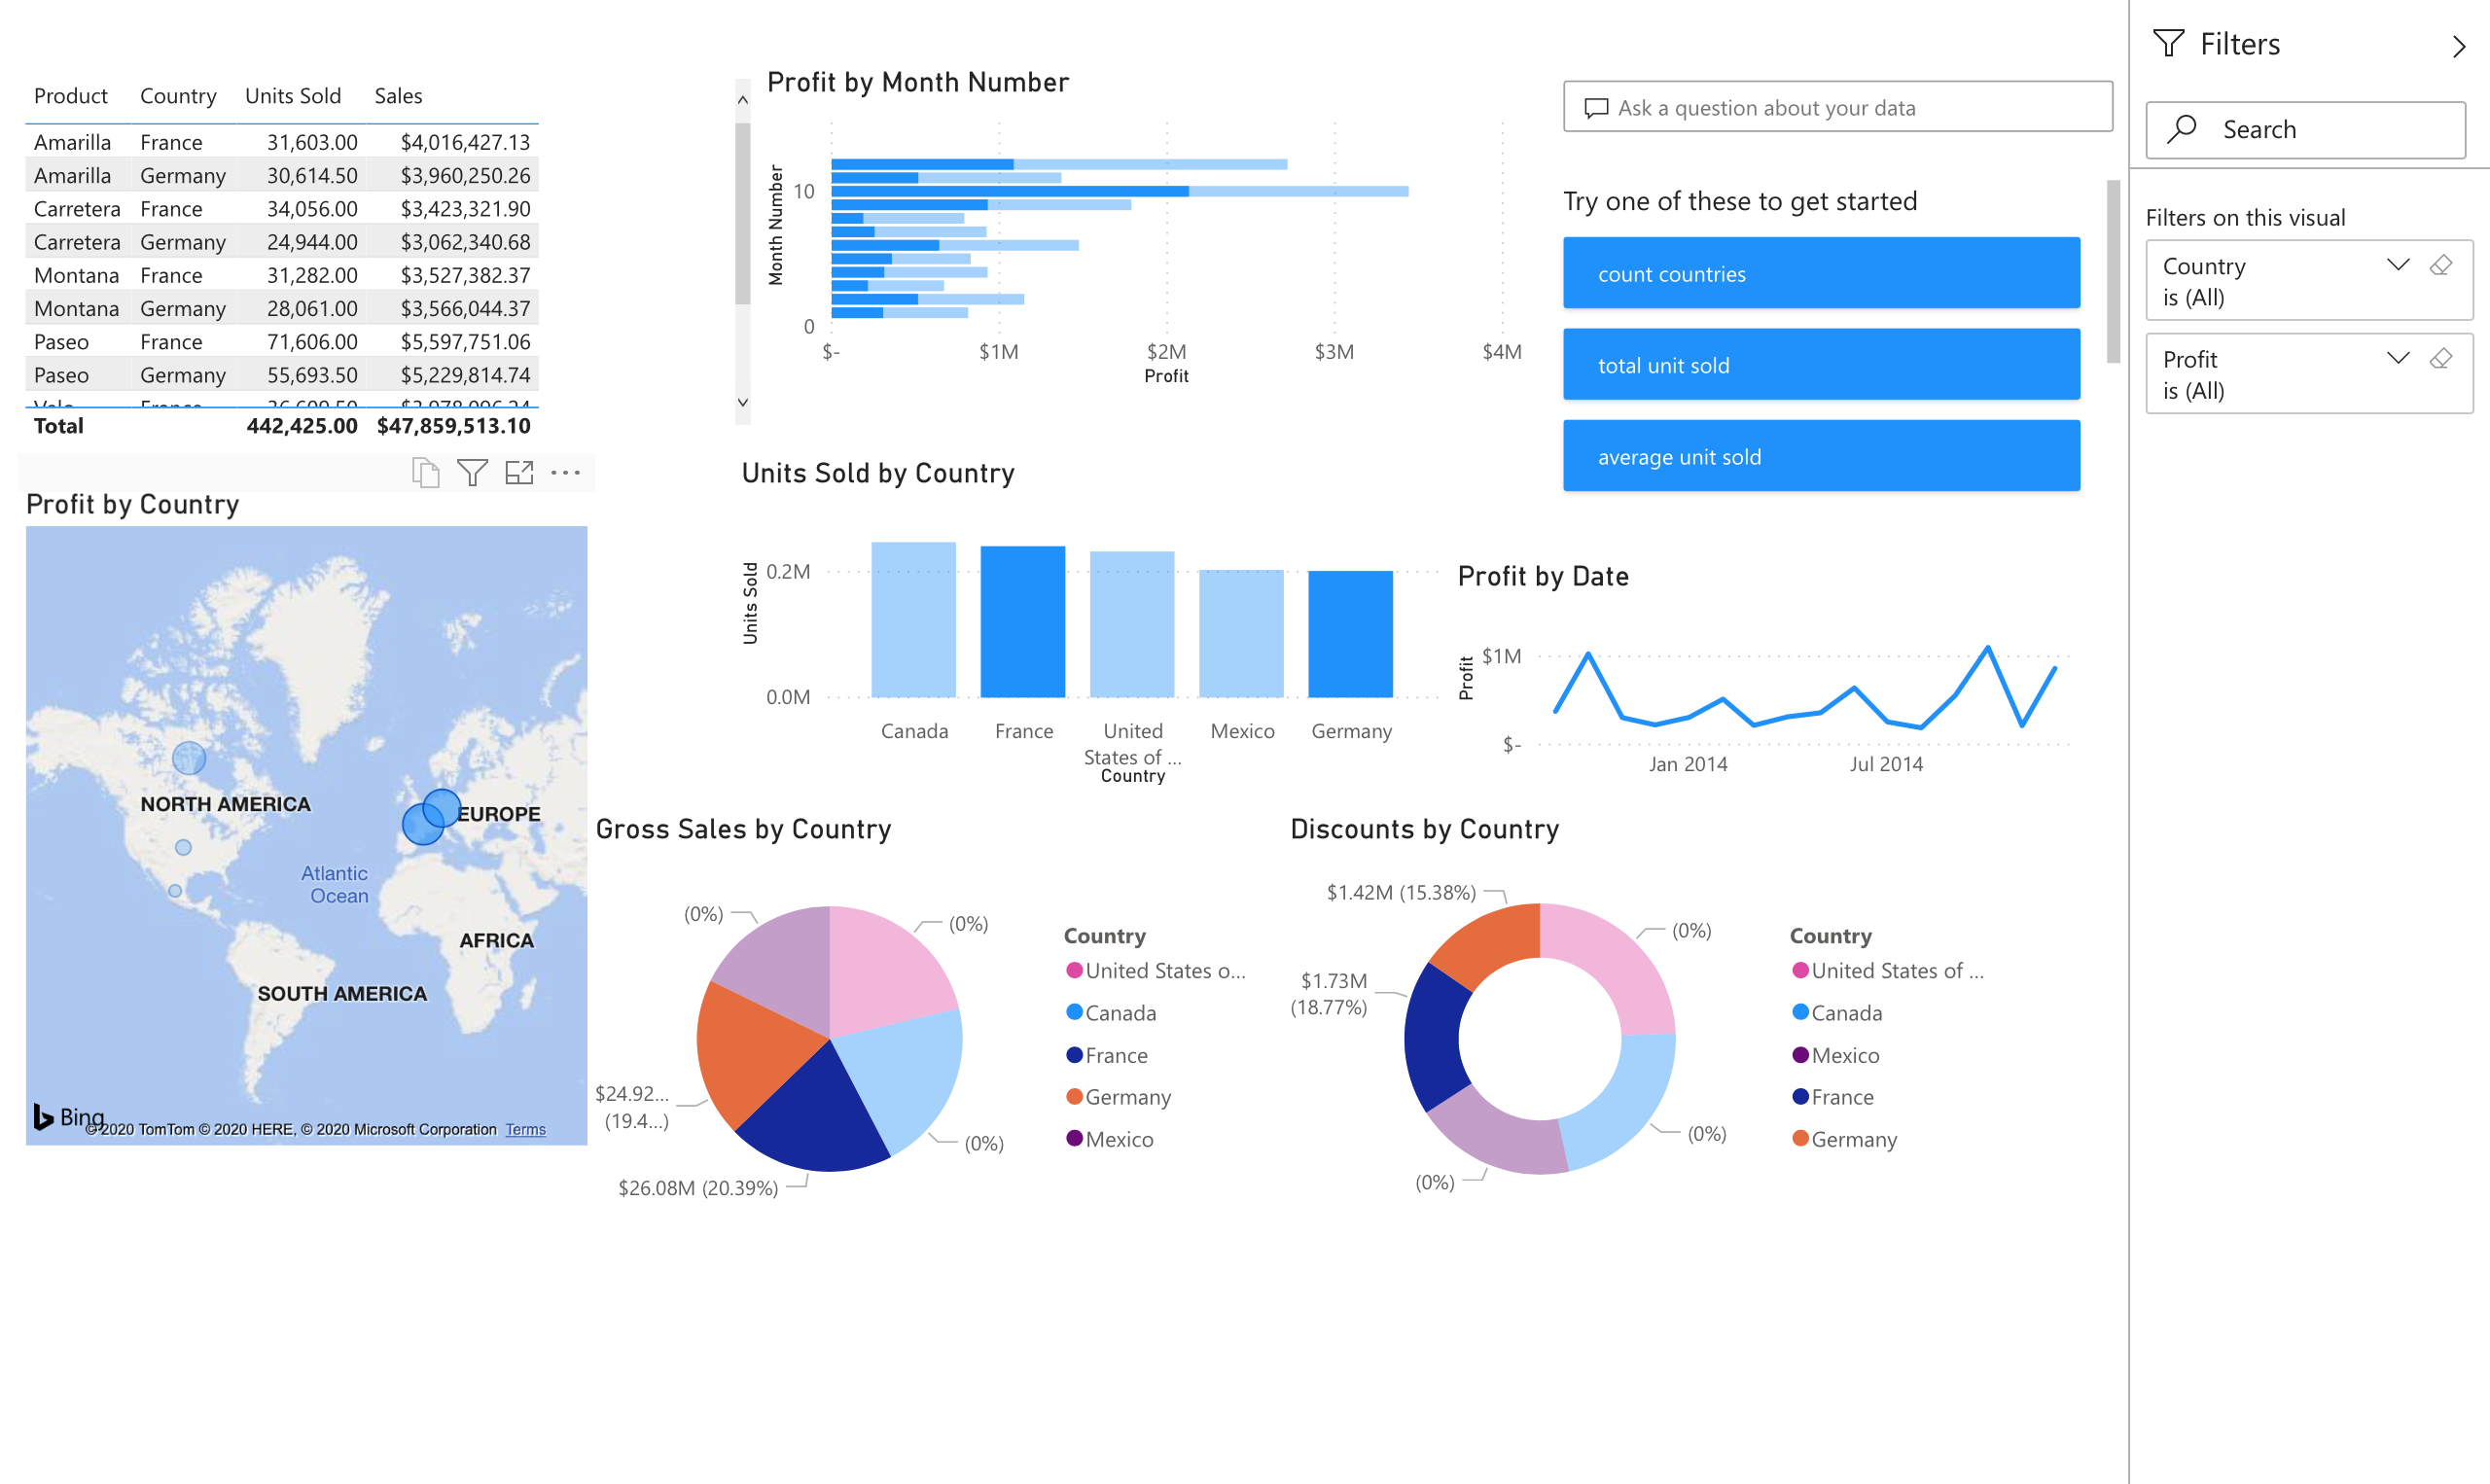 Product Country Units Sold Sales
Amarilla France 31,603.00 $4,016,427.13
Amarilla Germany 30,614.50 $3,960,250.26
Carretera France 34,056.00 $3,423,321.90
Carretera Germany 24,944.00 $3,062,340.68
Montana France 31,282.00 $3,527,382.37
Montana Germany 28,061.00 $3,566,044.37
Paseo France 71,606.00 $5,597,751.06
Paseo Germany 55,693.50 $5,229,814.74
Total 442,425.00 $47,859,513.10
Profit by Month Number
Month Number
10
0
$- $1M $2M $3M $4M
Profit
Ask a question about your data
Try one of these to get started
count countries
total unit sold
average unit sold
Filters
Search
Filters on this visual
Country
is (All)
Profit
is (All)
Profit by Country
NORTH AMERICA
EUROPE
Atlantic
Ocean
AFRICA
SOUTH AMERICA
Bing
© 2020 TomTom © 2020 HERE, © 2020 Microsoft Corporation Terms
Units Sold by Country
Units Sold
0.2M
0.0M
Canada France United States of ... Mexico Germany
Country
Profit by Date
Profit
$1M
$-
Jan 2014 Jul 2014
Gross Sales by Country
(0%)
(0%)
$24.92...
(19.4...)
(0%)
$26.08M (20.39%)
Country
United States o...
Canada
France
Germany
Mexico
Discounts by Country
$1.42M (15.38%)
(0%)
$1.73M
(18.77%)
(0%)
(0%)
Country
United States of ...
Canada
Mexico
France
Germany